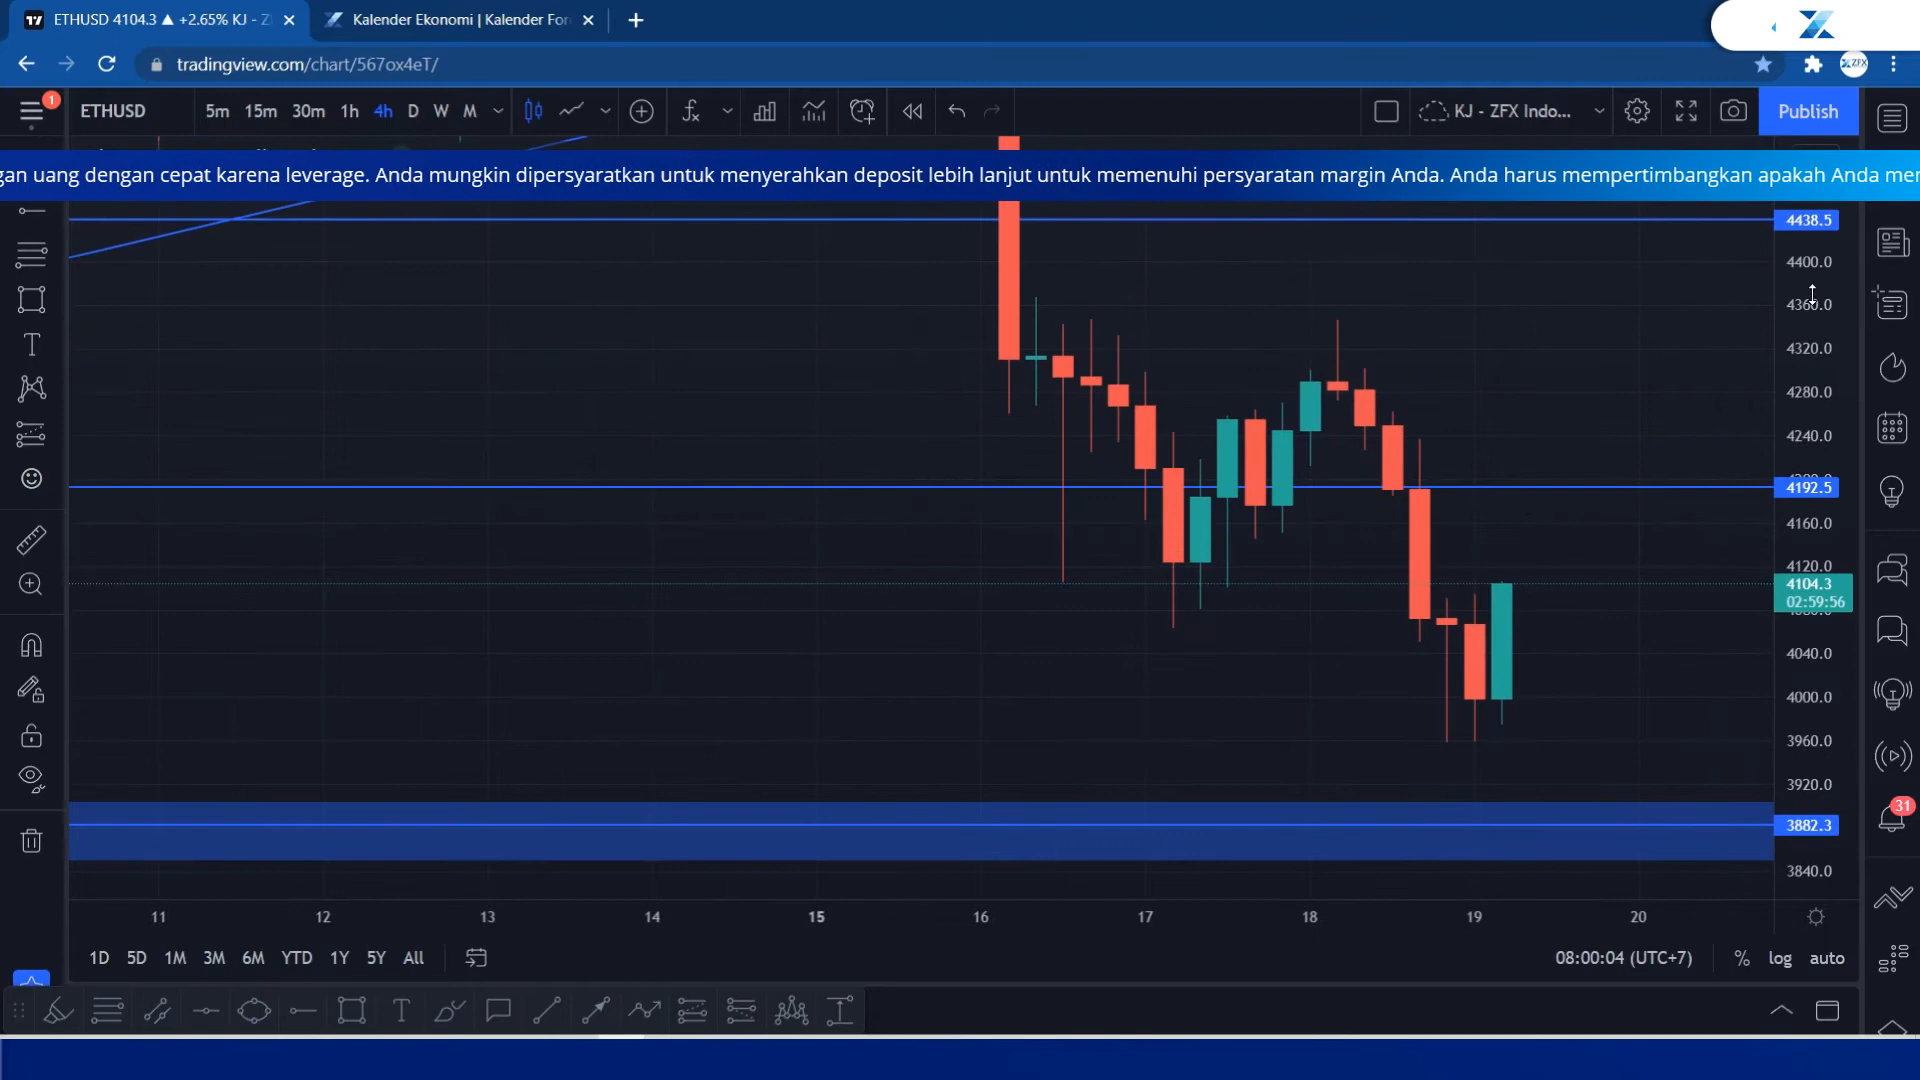 ETHUSD 4104.3 ▲ +2.65% KJ - Z
Kalender Ekonomi | Kalender For
tradingview.com/chart/567ox4eT/
ZFX
1
ETHUSD 5m 15m 30m 1h 4h D W M
KJ - ZFX Indo...
Publish
gan uang dengan cepat karena leverage. Anda mungkin dipersyaratkan untuk menyerahkan deposit lebih lanjut untuk memenuhi persyaratan margin Anda. Anda harus mempertimbangkan apakah Anda mem
4438.5
4400.0
4360.0
4320.0
4280.0
4240.0
4192.5
4160.0
4120.0
4104.3
02:59:56
4040.0
4000.0
3960.0
3920.0
31
3882.3
3840.0
11 12 13 14 15 16 17 18 19 20
1D 5D 1M 3M 6M YTD 1Y 5Y All
08:00:04 (UTC+7) % log auto